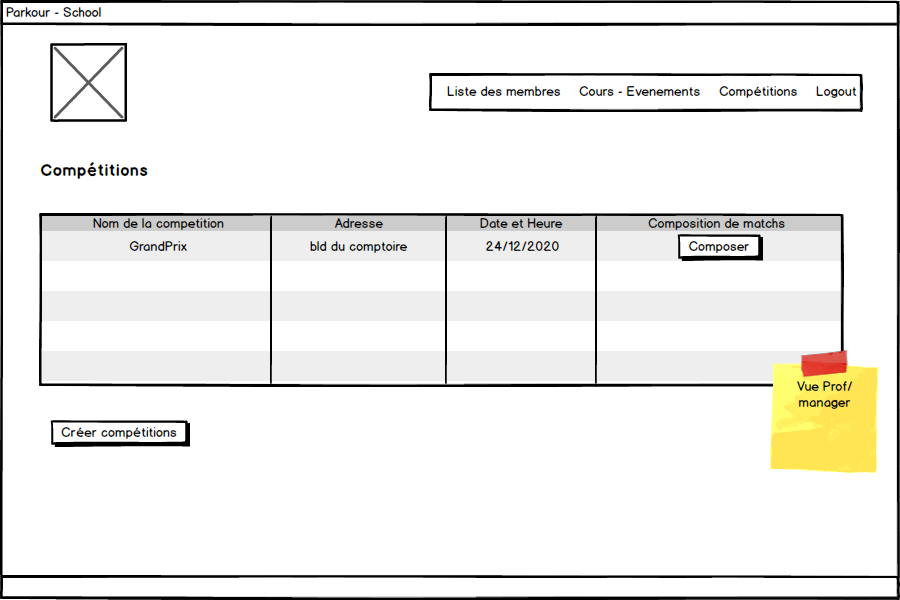 Parkour - School
Liste des membres Cours - Evenements Compétitions Logout
Compétitions
Nom de la competition Adresse Date et Heure Composition de matchs
GrandPrix bld du comptoire 24/12/2020 Composer
Vue Prof/
manager
Créer compétitions